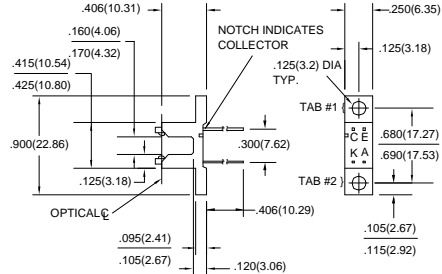 .406(10.31)
.250(6.35)
NOTCH INDICATES
COLLECTOR
.160(4.06)
.170(4.32)
.125(3.18)
.125(3.2) DIA
TYP.
.415(10.54)
.425(10.80)
TAB #1
C E
K A
.900(22.86)
.300(7.62)
.680(17.27)
.690(17.53)
.125(3.18)
TAB #2
OPTICAL ℄
.406(10.29)
.105(2.67)
.115(2.92)
.095(2.41)
.105(2.67)
.120(3.06)